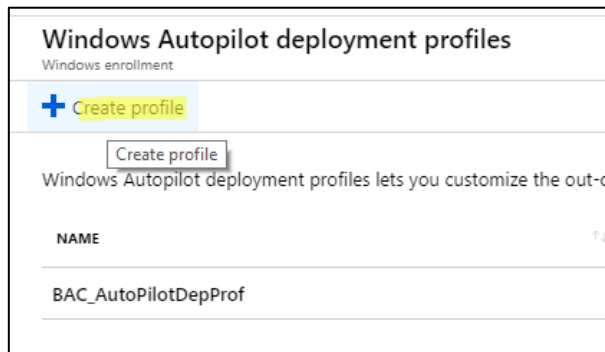 Windows Autopilot deployment profiles
Windows enrollment
Create profile
Create profile
Windows Autopilot deployment profiles lets you customize the out-
NAME
BAC_AutoPilotDepProf